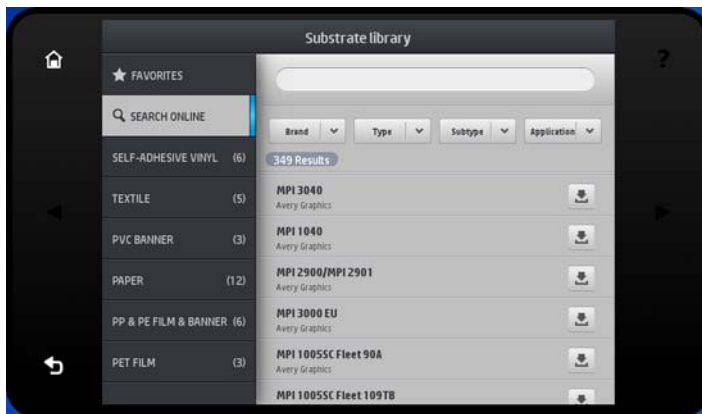 Substrate library
?
FAVORITES
SEARCH ONLINE
SELF-ADHESIVE VINYL (6)
TEXTILE (5)
PVC BANNER (3)
PAPER (12)
PP & PE FILM & BANNER (6)
PET FILM (3)
Brand Type Subtype Application
349 Results
MPI 3040
Avery Graphics
MPI 1040
Avery Graphics
MPI 2900/MPI 2901
Avery Graphics
MPI 3000 EU
Avery Graphics
MPI 1005SC Fleet 90A
Avery Graphics
MPI 1005SC Fleet 109TB